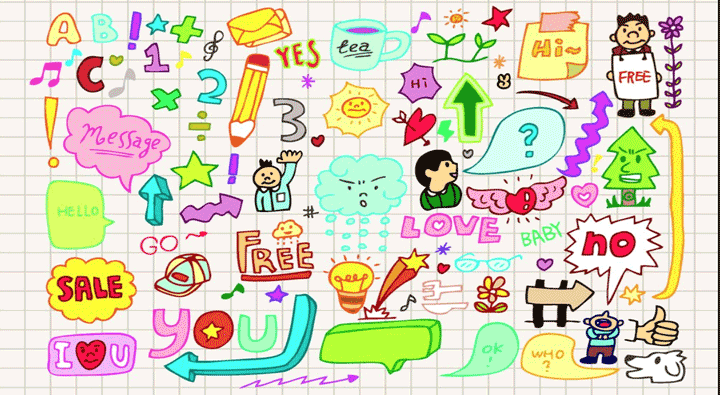 A B !
YES
tea
Hi~
FREE
C
1
2
3
Hi
!
Message
?
!
HELLO
GO
LOVE
BABY
no
#
FREE
SALE
YOU
I U
OK
!
WHO
?